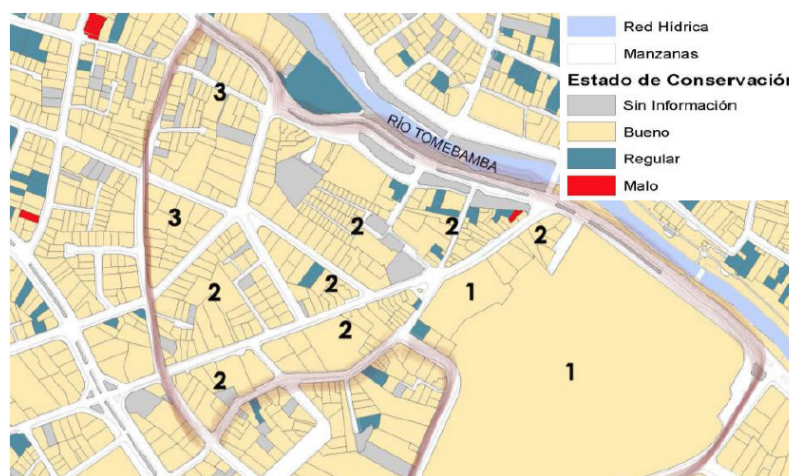 Red Hídrica
Manzanas
Estado de Conservación
Sin Información
Bueno
Regular
Malo
RÍO TOMEBAMBA
3
3
2
2
2
2
2
1
2
2
1